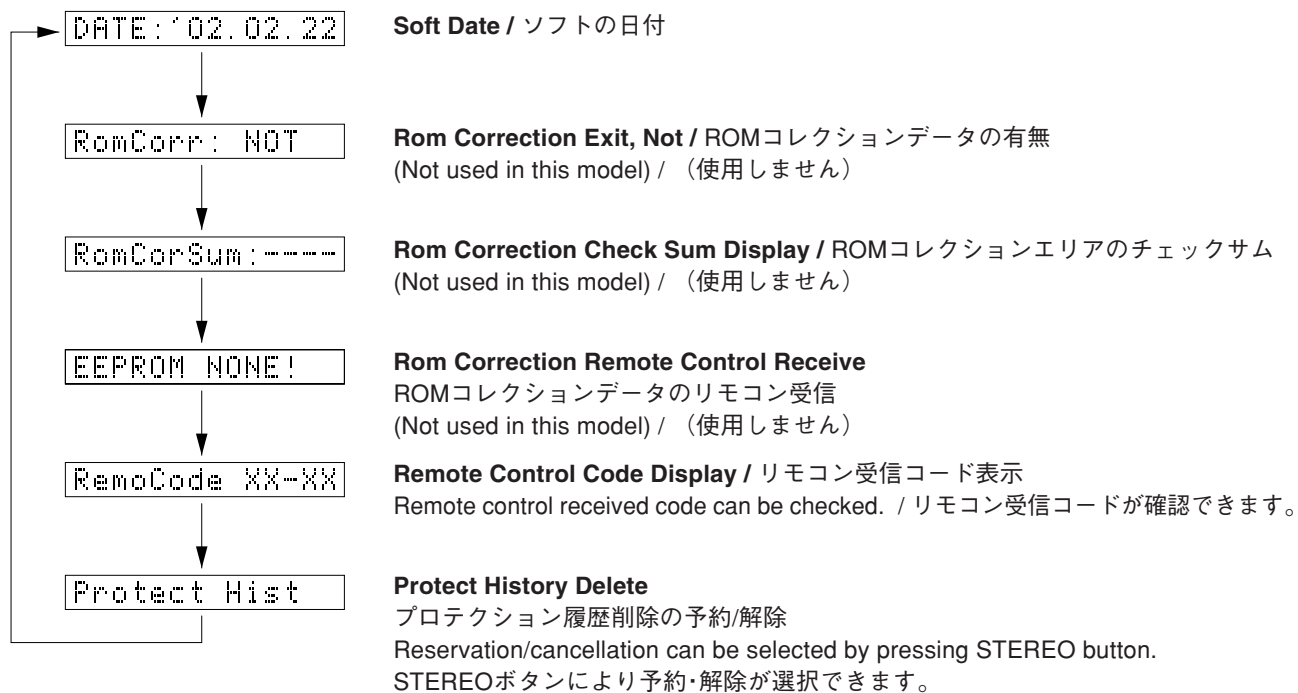 DATE:'02.02.22 Soft Date / ソフトの日付
RomCorr: NOT Rom Correction Exit, Not / ROMコレクションデータの有無
(Not used in this model) / （使用しません）
RomCorSum:---- Rom Correction Check Sum Display / ROMコレクションエリアのチェックサム
(Not used in this model) / （使用しません）
EEPROM NONE! Rom Correction Remote Control Receive
ROMコレクションデータのリモコン受信
(Not used in this model) / （使用しません）
RemoCode XX-XX Remote Control Code Display / リモコン受信コード表示
Remote control received code can be checked. / リモコン受信コードが確認できます。
Protect Hist Protect History Delete
プロテクション履歴削除の予約/解除
Reservation/cancellation can be selected by pressing STEREO button.
STEREOボタンにより予約･解除が選択できます。